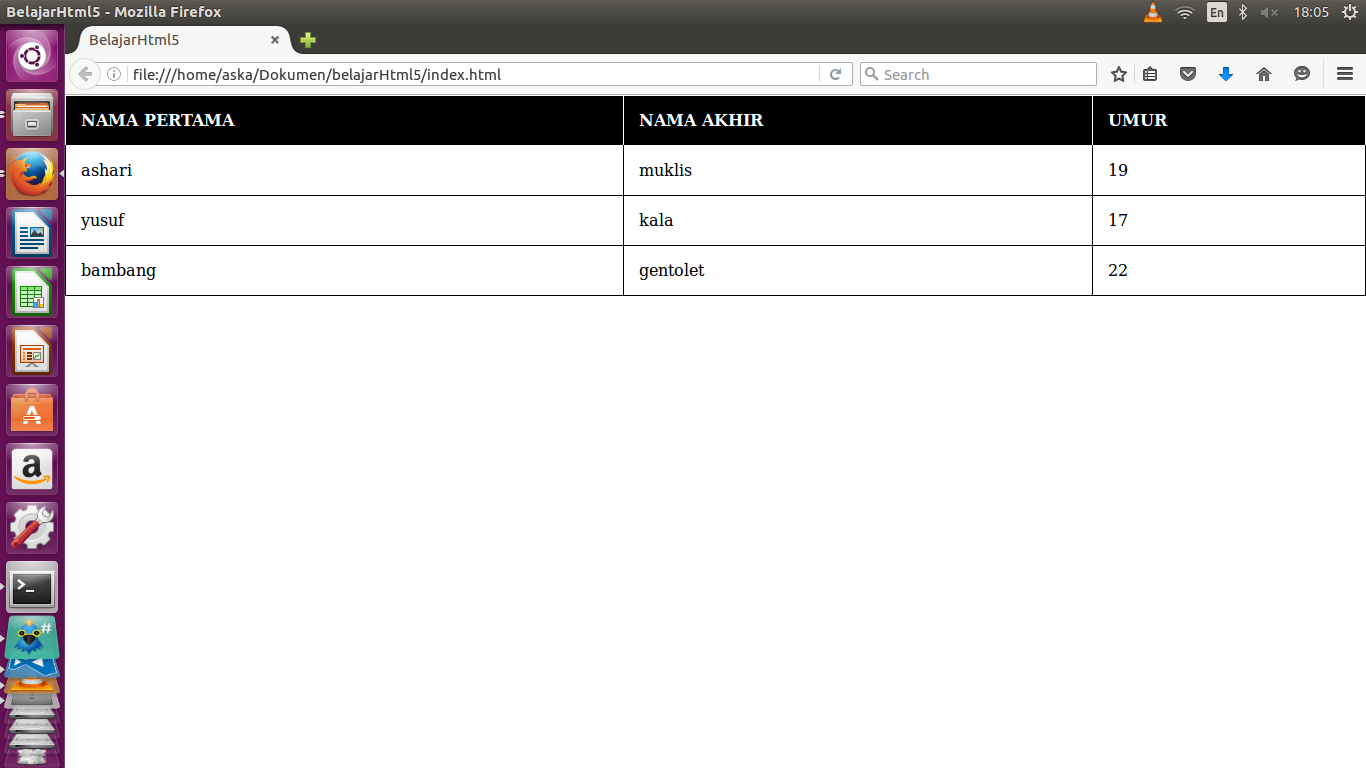 BelajarHtml5 - Mozilla Firefox
En
18:05
BelajarHtml5
file:///home/aska/Dokumen/belajarHtml5/index.html
Search
NAMA PERTAMA NAMA AKHIR UMUR
ashari muklis 19
yusuf kala 17
bambang gentolet 22